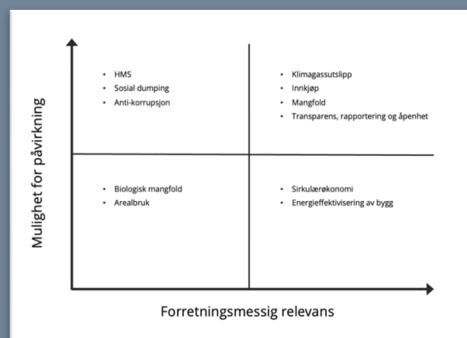 Mulighet for påvirkning
• HMS
• Sosial dumping
• Anti-korrupsjon
• Klimagassutslipp
• Innkjøp
• Mangfold
• Transparens, rapportering og åpenhet
• Biologisk mangfold
• Arealbruk
• Sirkulærøkonomi
• Energieffektivisering av bygg
Forretningsmessig relevans